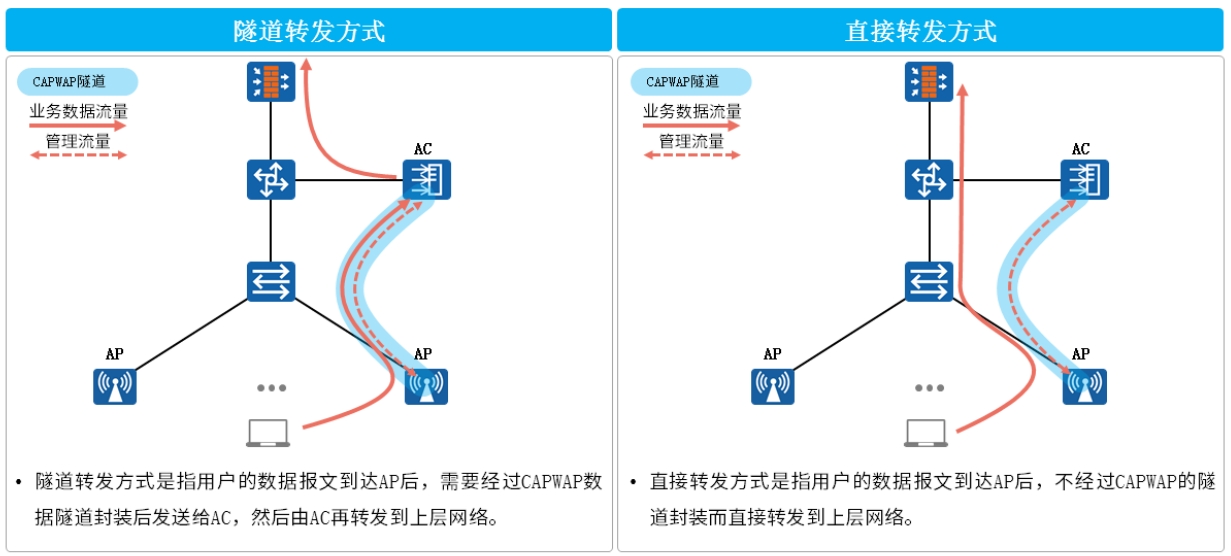 隧道转发方式
CAPWAP隧道
业务数据流量
管理流量
AC
AP
AP
• 隧道转发方式是指用户的数据报文到达AP后，需要经过CAPWAP数
据隧道封装后发送给AC，然后由AC再转发到上层网络。
直接转发方式
CAPWAP隧道
业务数据流量
管理流量
AC
AP
AP
• 直接转发方式是指用户的数据报文到达AP后，不经过CAPWAP的隧
道封装而直接转发到上层网络。